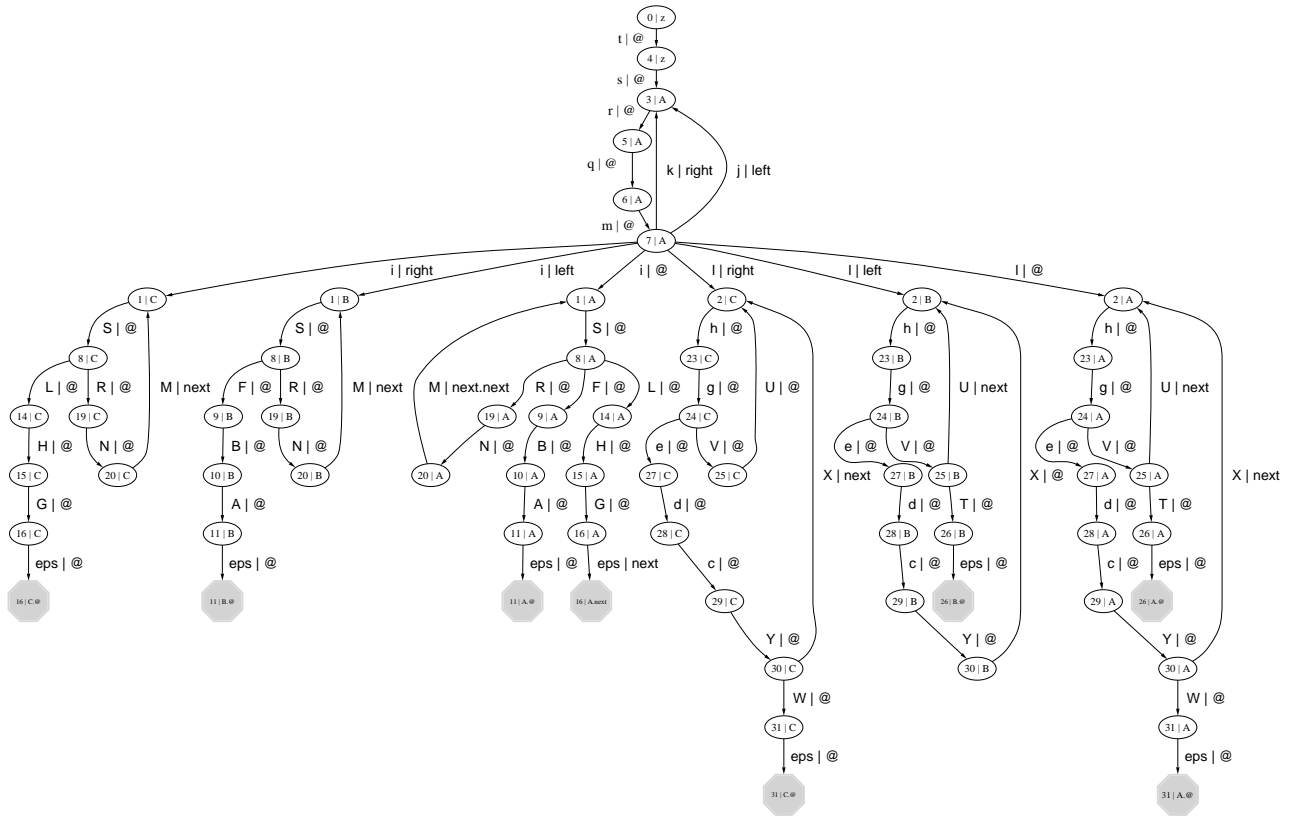 0 | z
t | @
4 | z
s | @
3 | A
r | @
5 | A
q | @
k | right
j | left
6 | A
m | @
7 | A
i | right
i | left
i | @
l | right
l | left
l | @
1 | C
1 | B
1 | A
2 | C
2 | B
2 | A
S | @
S | @
S | @
h | @
h | @
h | @
8 | C
8 | B
8 | A
23 | C
23 | B
23 | A
L | @
R | @
M | next
F | @
R | @
M | next
M | next.next
R | @
F | @
L | @
g | @
U | @
g | @
U | next
g | @
U | next
14 | C
19 | C
9 | B
19 | B
19 | A
9 | A
14 | A
24 | C
24 | B
24 | A
H | @
N | @
B | @
N | @
N | @
B | @
H | @
e | @
V | @
e | @
V | @
e | @
V | @
15 | C
20 | C
10 | B
20 | B
20 | A
10 | A
15 | A
27 | C
25 | C
X | next
27 | B
25 | B
X | @
27 | A
25 | A
X | next
G | @
A | @
A | @
G | @
d | @
d | @
T | @
d | @
T | @
16 | C
11 | B
11 | A
16 | A
28 | C
28 | B
26 | B
28 | A
26 | A
eps | @
eps | @
eps | @
eps | next
c | @
c | @
eps | @
c | @
eps | @
16 | C.@
11 | B.@
11 | A.@
16 | A.next
29 | C
29 | B
26 | B.@
29 | A
26 | A.@
Y | @
Y | @
Y | @
30 | C
30 | B
30 | A
W | @
W | @
31 | C
31 | A
eps | @
eps | @
31 | C.@
31 | A.@